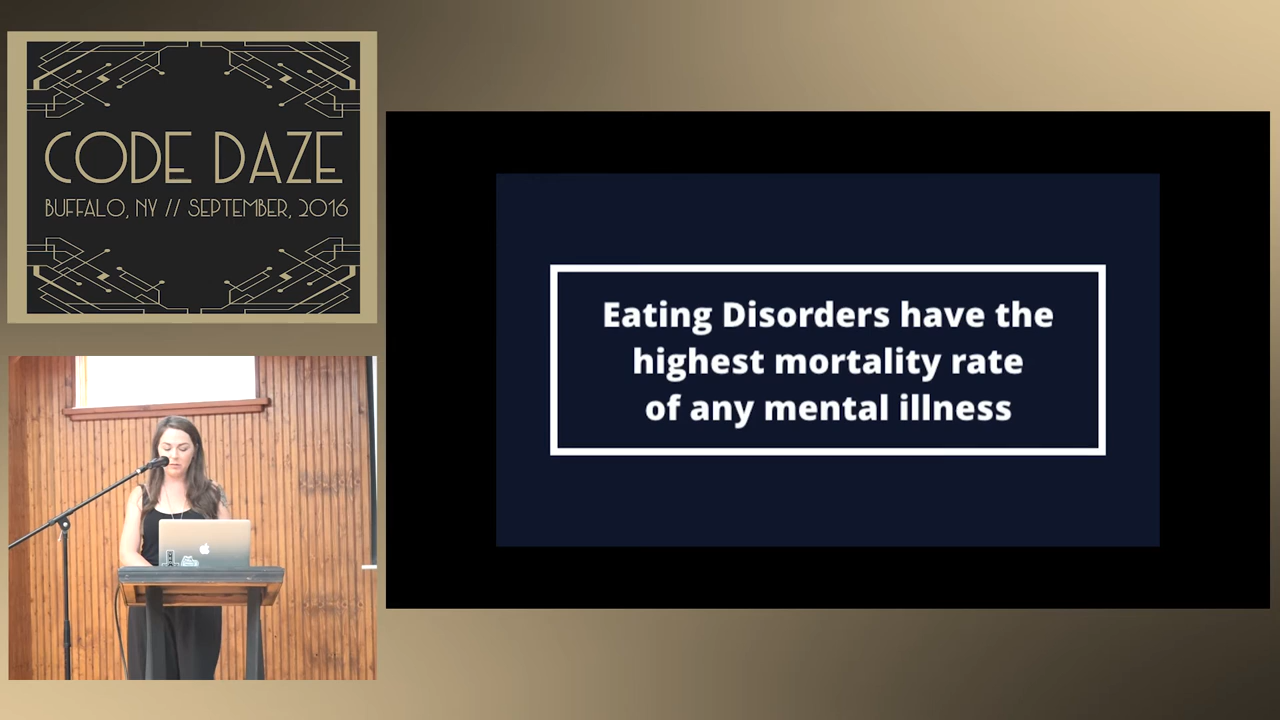 CODE DAZE
BUFFALO, NY // SEPTEMBER, 2016
Eating Disorders have the
highest mortality rate
of any mental illness